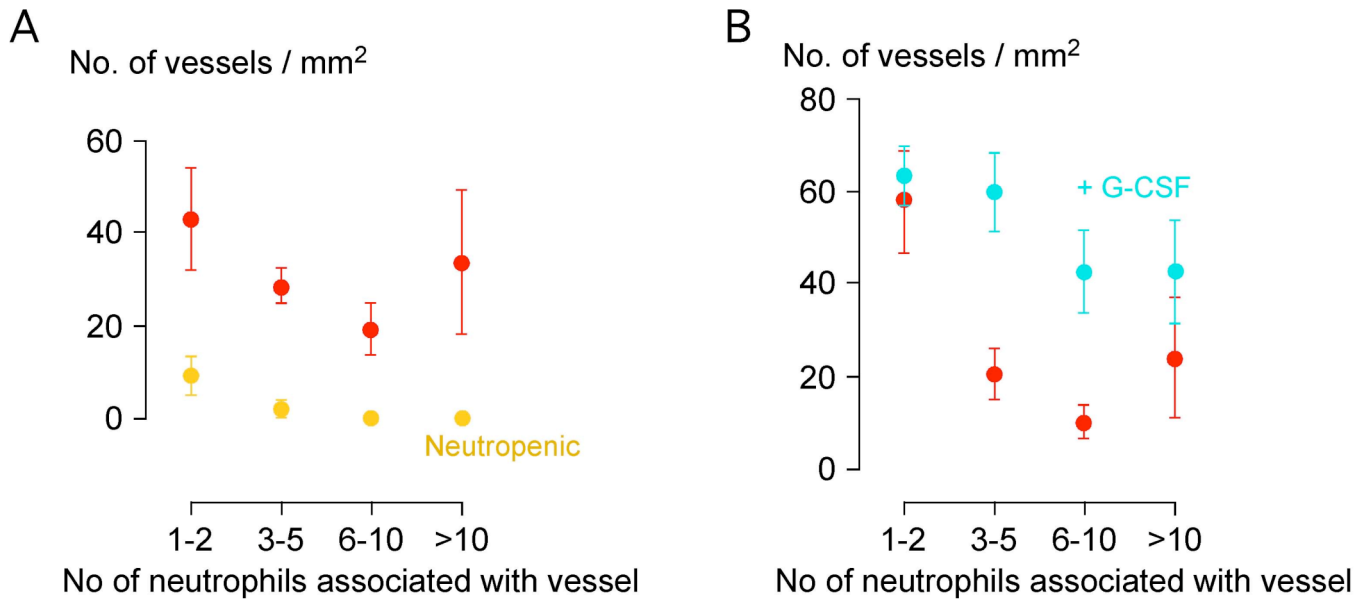 A
No. of vessels / mm²
60
40
20
0
Neutropenic
1-2 3-5 6-10 >10
No of neutrophils associated with vessel
B
No. of vessels / mm²
80
60
+ G-CSF
40
20
0
1-2 3-5 6-10 >10
No of neutrophils associated with vessel